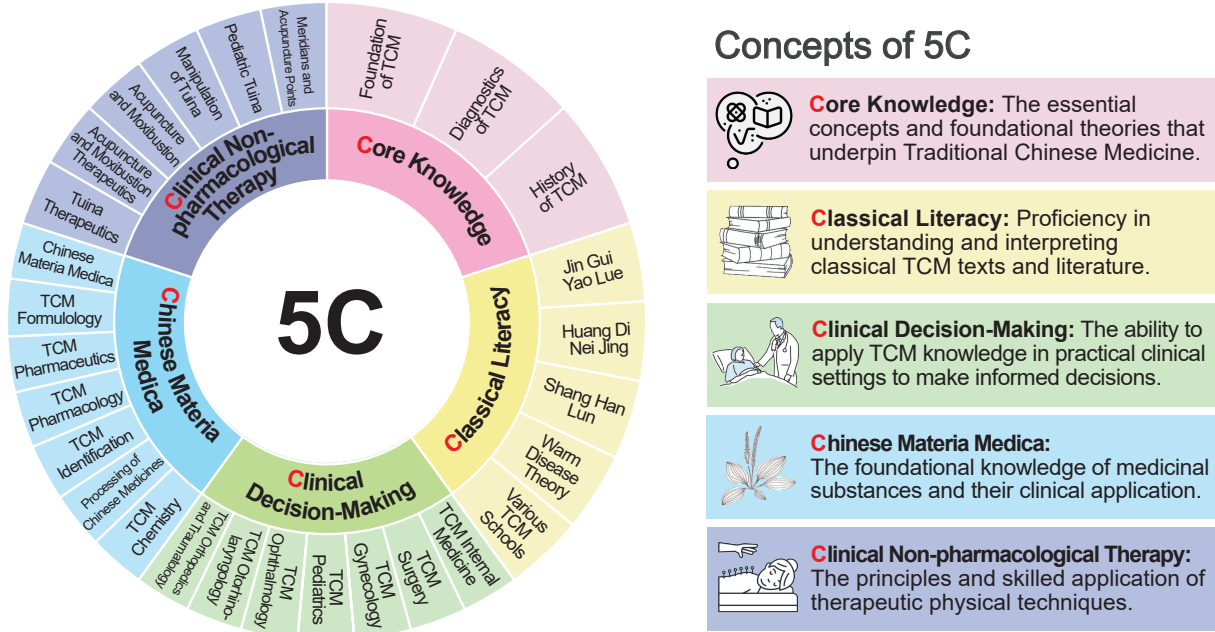 5C
Core Knowledge
Foundation
of TCM
Diagnostics
of TCM
History
of TCM
Classical Literacy
Jin Gui
Yao Lue
Huang Di
Nei Jing
Shang Han
Lun
Warm
Disease
Theory
Various
TCM
Schools
Clinical
Decision-Making
TCM Internal
Medicine
TCM
Surgery
TCM
Gynecology
TCM
Pediatrics
TCM
Ophthalmology
TCM Otorhino-
laryngology
TCM Orthopedics
and Traumatology
Chinese Materia
Medica
TCM
Chemistry
Processing of
Chinese Medicines
TCM
Identification
TCM
Pharmacology
TCM
Pharmaceutics
TCM
Formulology
Chinese
Materia Medica
Clinical Non-
pharmacological
Therapy
Tuina
Therapeutics
Acupuncture
and Moxibustion
Therapeutics
Acupuncture
and Moxibustion
Manipulation
of Tuina
Pediatric Tuina
Meridians and
Acupuncture Points
Concepts of 5C
Core Knowledge: The essential
concepts and foundational theories that
underpin Traditional Chinese Medicine.
Classical Literacy: Proficiency in
understanding and interpreting
classical TCM texts and literature.
Clinical Decision-Making: The ability to
apply TCM knowledge in practical clinical
settings to make informed decisions.
Chinese Materia Medica:
The foundational knowledge of medicinal
substances and their clinical application.
Clinical Non-pharmacological Therapy:
The principles and skilled application of
therapeutic physical techniques.